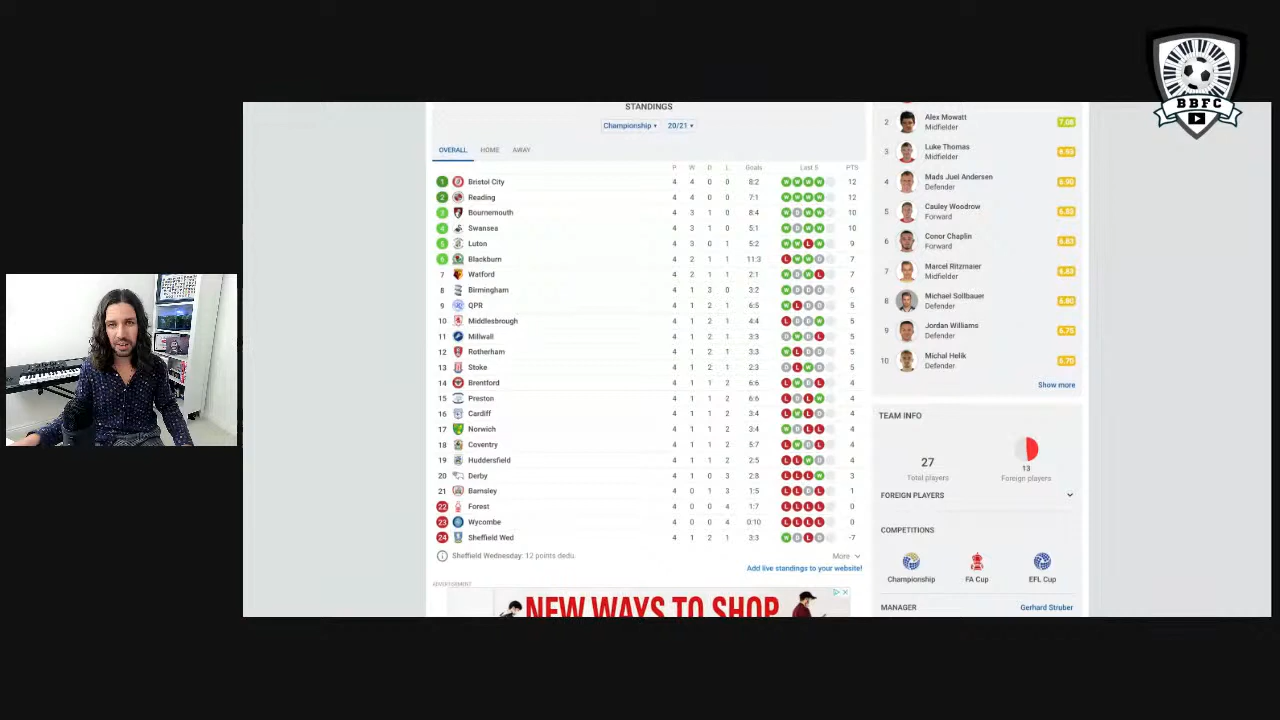 BBFC
STANDINGS
Championship 20/21
OVERALL HOME AWAY
P W D L Goals Last 5 PTS
1 Bristol City 4 4 0 0 8:2 W W W W 12
2 Reading 4 4 0 0 7:1 W W W W 12
3 Bournemouth 4 3 1 0 8:4 W D W W 10
4 Swansea 4 3 1 0 5:1 W D W W 10
5 Luton 4 3 0 1 5:2 W W L W 9
6 Blackburn 4 2 1 1 11:3 L W W D 7
7 Watford 4 2 1 1 2:1 W D W L 7
8 Birmingham 4 1 3 0 3:2 W D D D 6
9 QPR 4 1 2 1 6:5 W L D D 5
10 Middlesbrough 4 1 2 1 4:4 L D D W 5
11 Millwall 4 1 2 1 3:3 D W D L 5
12 Rotherham 4 1 2 1 3:3 W L D D 5
13 Stoke 4 1 2 1 2:3 D L W D 5
14 Brentford 4 1 1 2 6:6 L W D L 4
15 Preston 4 1 1 2 6:6 L D L W 4
16 Cardiff 4 1 1 2 3:4 L W L D 4
17 Norwich 4 1 1 2 3:4 W D L L 4
18 Coventry 4 1 1 2 5:7 L W D L 4
19 Huddersfield 4 1 1 2 2:5 L L W D 4
20 Derby 4 1 0 3 2:8 L L L W 3
21 Barnsley 4 0 1 3 1:5 L L D L 1
22 Forest 4 0 0 4 1:7 L L L L 0
23 Wycombe 4 0 0 4 0:10 L L L L 0
24 Sheffield Wed 4 1 2 1 3:3 W D L D -7
Sheffield Wednesday: 12 points dedu.
More
Add live standings to your website!
ADVERTISEMENT
NEW WAYS TO SHOP
2 Alex Mowatt 7.08
Midfielder
3 Luke Thomas
Midfielder
4 Mads Juel Andersen 6.90
Defender
5 Cauley Woodrow
Forward
6 Conor Chaplin 6.83
Forward
7 Marcel Ritzmaier 6.83
Midfielder
8 Michael Sollbauer 6.80
Defender
9 Jordan Williams 6.75
Defender
10 Michal Helik 6.70
Defender
Show more
TEAM INFO
27 13
Total players Foreign players
FOREIGN PLAYERS
COMPETITIONS
Championship FA Cup EFL Cup
MANAGER Gerhard Struber